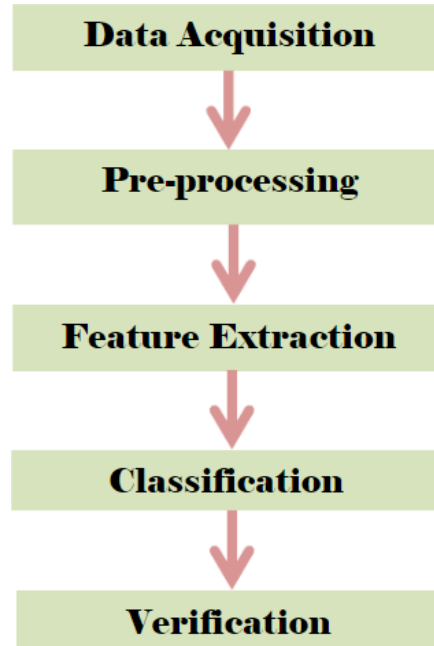 Data Acquisition
Pre-processing
Feature Extraction
Classification
Verification